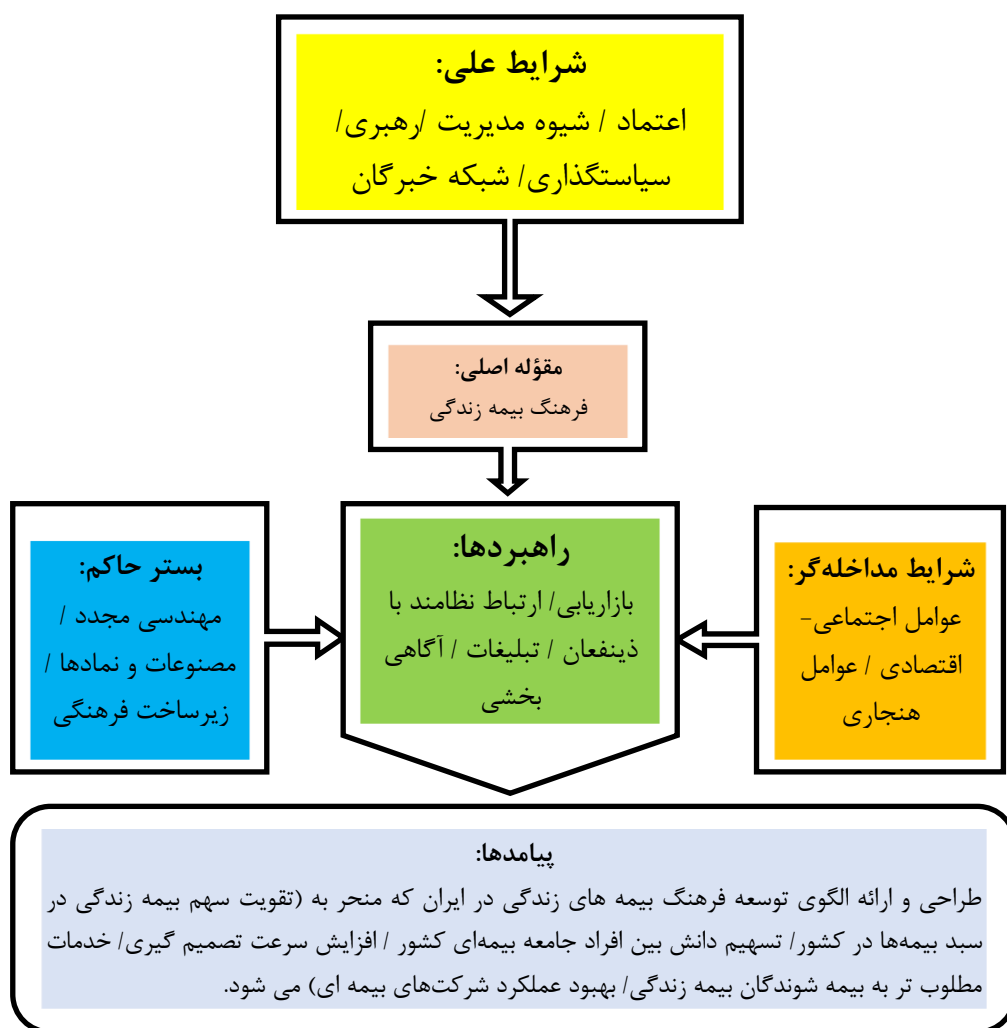 شرایط علی:
اعتماد / شیوه مدیریت /رهبری/
سیاستگذاری/ شبکه خبرگان
مقؤله اصلی:
فرهنگ بیمه زندگی
شرایط مداخله‌گر:
عوامل اجتماعی-
اقتصادی / عوامل
هنجاری
راهبردها:
بازاریابی/ ارتباط نظامند با
ذینفعان / تبلیغات / آگاهی
بخشی
بستر حاکم:
مهندسی مجدد /
مصنوعات و نمادها /
زیرساخت فرهنگی
پیامدها:
طراحی و ارائه الگوی توسعه فرهنگ بیمه های زندگی در ایران که منحر به (تقویت سهم بیمه زندگی در
سبد بیمه‌ها در کشور/ تسهیم دانش بین افراد جامعه بیمه‌ای کشور / افزایش سرعت تصمیم گیری/ خدمات
مطلوب تر به بیمه شوندگان بیمه زندگی/ بهبود عملکرد شرکت‌های بیمه ای) می شود.